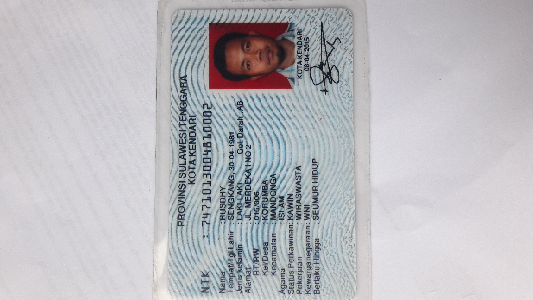 PROVINSI SULAWESI TENGGARA
KOTA KENDARI
NIK : 7471013004810002
Nama : RUSDHY
Tempat/Tgl Lahir : SENGKANG, 30 04 1981
Jenis kelamin : LAKI-LAKI Gol. Darah : AB
Alamat : JL. MERDEKA I NO 2
RT/RW : 016/006
Kel/Desa : KORUMBA
Kecamatan : MANDONGA
Agama : ISLAM
Status Perkawinan : KAWIN
Pekerjaan : WIRASWASTA
Kewarganegaraan : WNI
Berlaku Hingga : SEUMUR HIDUP
KOTA KENDARI